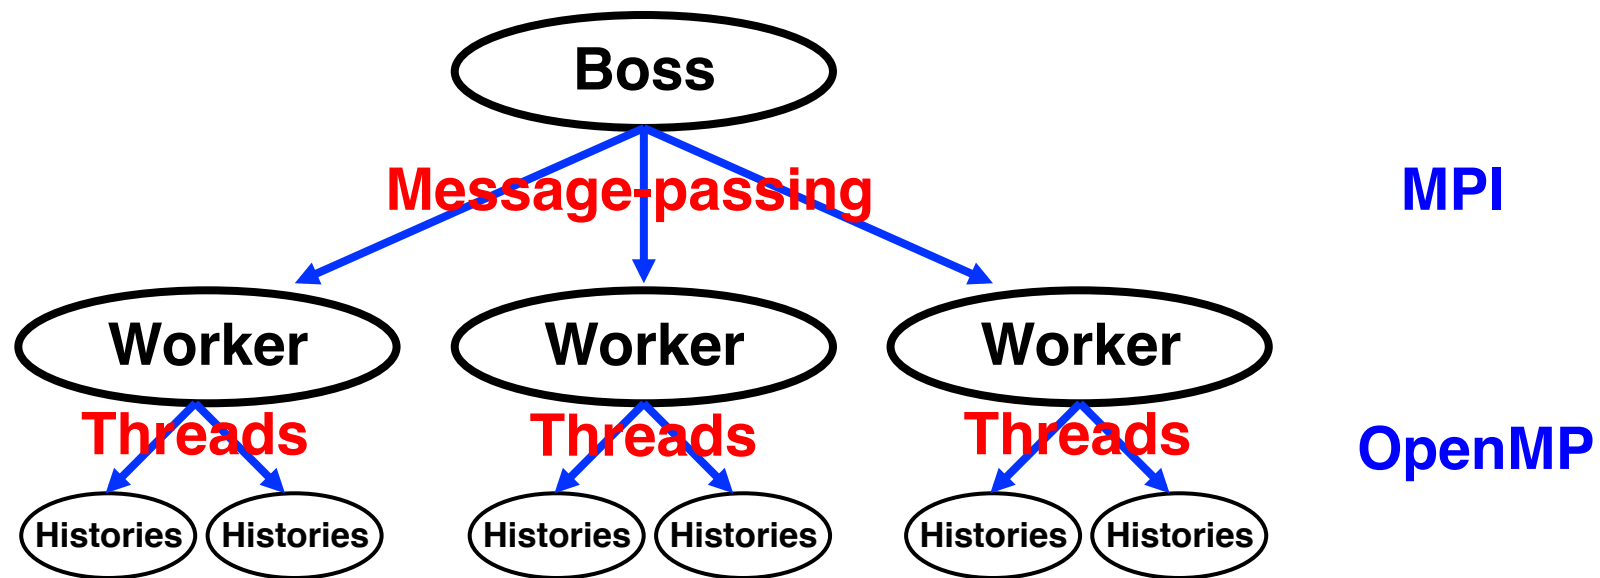 Boss
Message-passing MPI
Worker Worker Worker
Threads Threads Threads OpenMP
Histories Histories Histories Histories Histories Histories